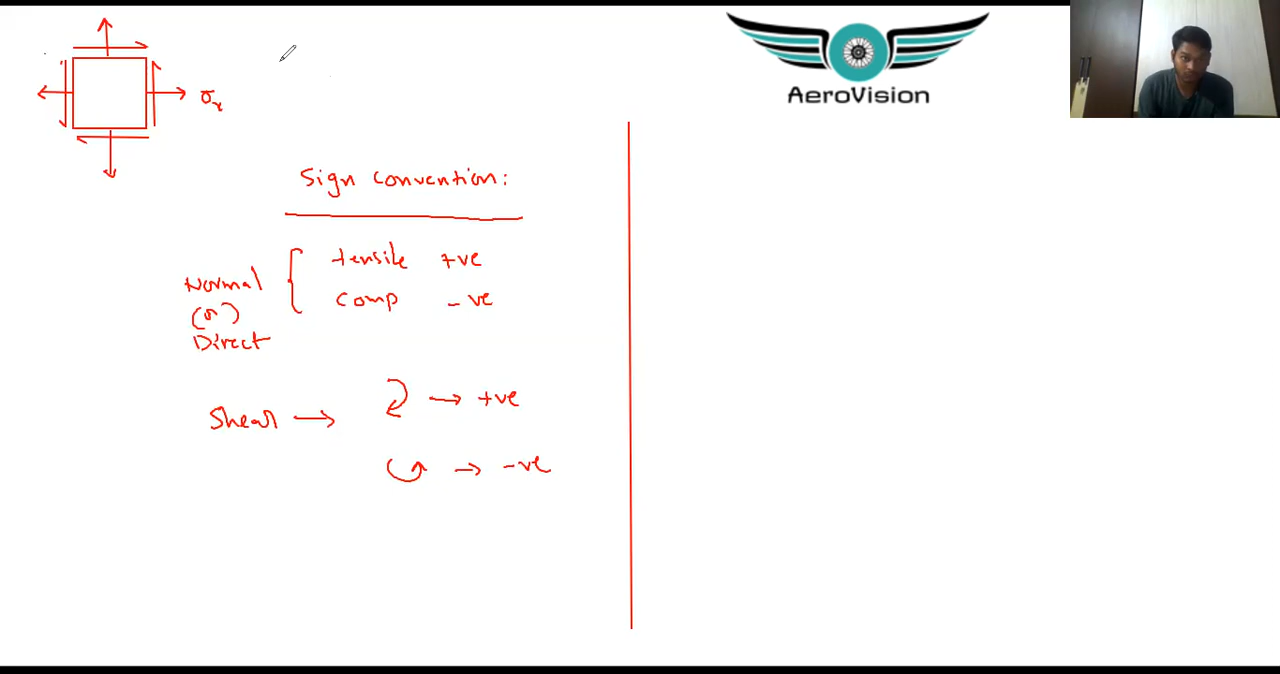 AeroVision
σx
Sign convention:
tensile +ve
Normal
comp -ve
(or)
Direct
→ +ve
Shear →
→ -ve